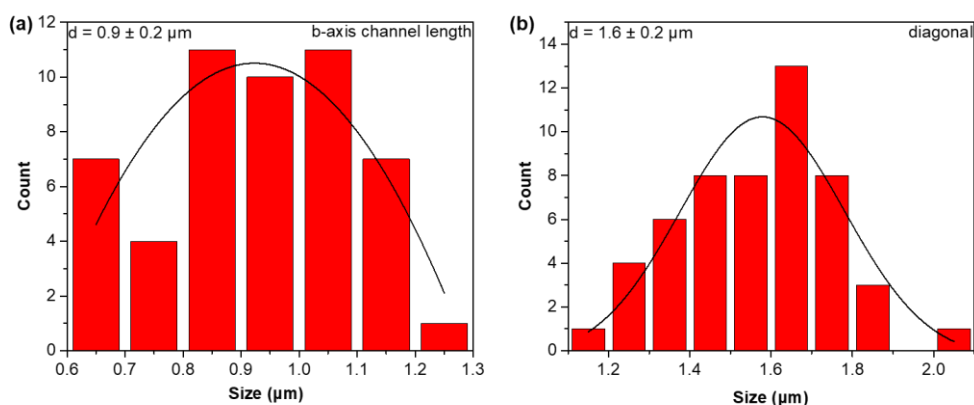 (a)
d = 0.9 ± 0.2 µm
b-axis channel length
12
10
8
6
4
2
0
Count
0.6 0.7 0.8 0.9 1.0 1.1 1.2 1.3
Size (µm)
(b)
d = 1.6 ± 0.2 µm
diagonal
14
12
10
8
6
4
2
0
Count
1.2 1.4 1.6 1.8 2.0
Size (µm)